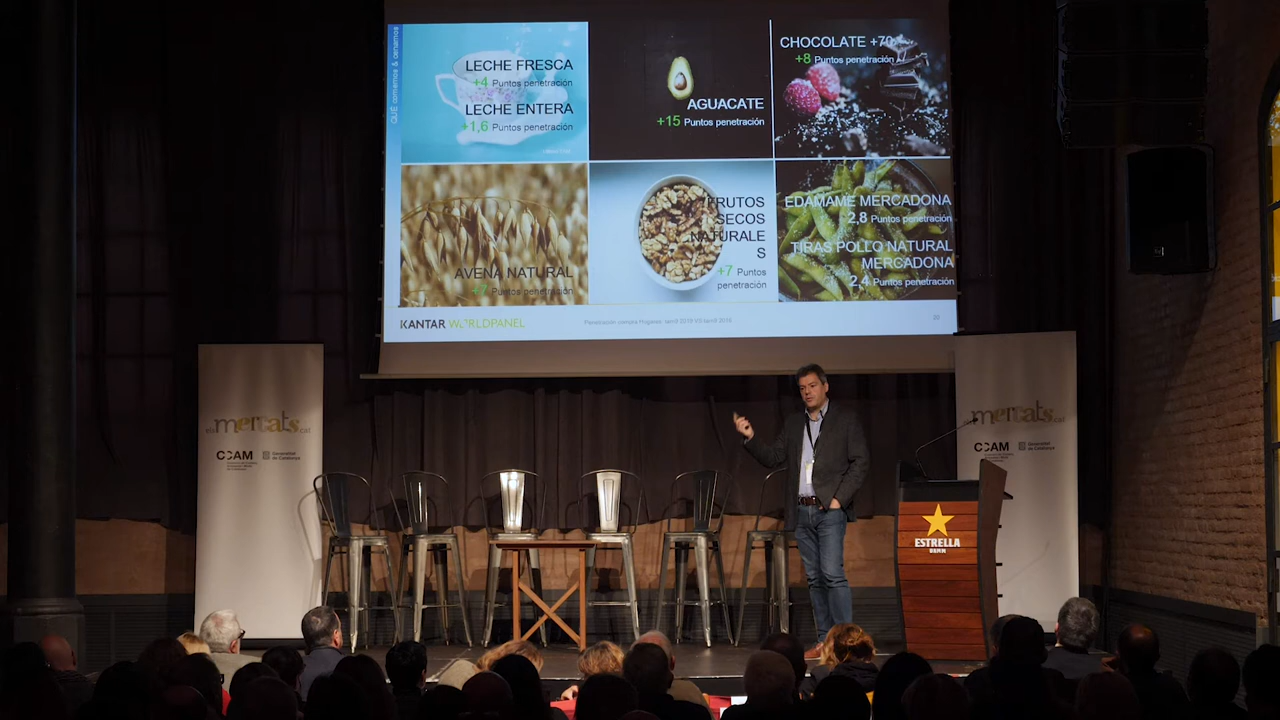 QUÉ comemos & cenamos
LECHE FRESCA
+4 Puntos penetración
LECHE ENTERA
+1,6 Puntos penetración
AGUACATE
+15 Puntos penetración
CHOCOLATE +70
+8 Puntos penetración
AVENA NATURAL
Puntos penetración
FRUTOS
SECOS
NATURALE
S
+7 Puntos
penetración
EDAMAME MERCADONA
2,8 Puntos penetración
TIRAS POLLO NATURAL
MERCADONA
2,4 Puntos penetración
KANTAR WORLDPANEL
mercats.cat
CCAM
Generalitat
de Catalunya
mercats.cat
CCAM
Generalitat
de Catalunya
ESTRELLA
DAMM